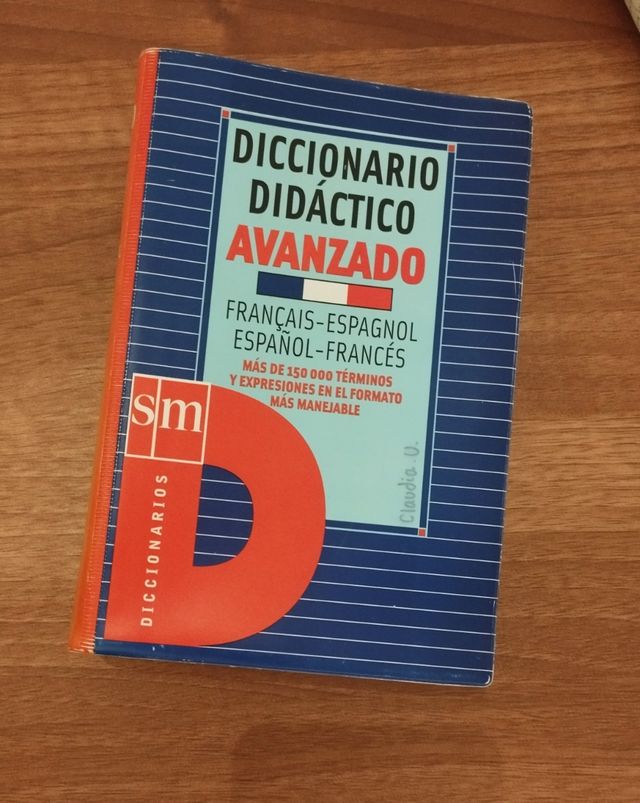 DICCIONARIO
DIDÁCTICO
AVANZADO
FRANÇAIS-ESPAGNOL
ESPAÑOL-FRANCÉS
MÁS DE 150 000 TÉRMINOS
Y EXPRESIONES EN EL FORMATO
MÁS MANEJABLE
sm
Claudia.U.
DICCIONARIOS